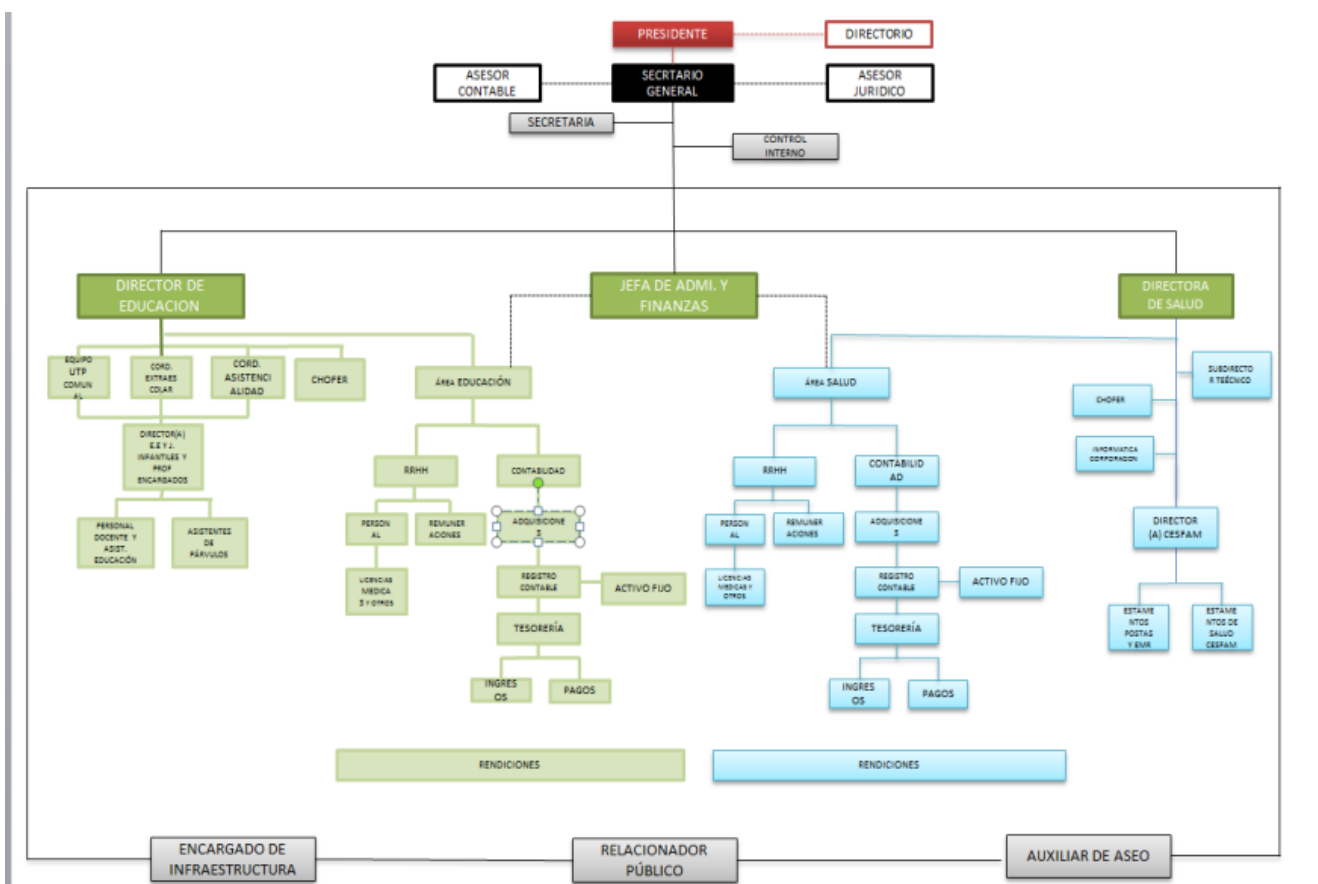 PRESIDENTE
DIRECTORIO
ASESOR
CONTABLE
SECRTARIO
GENERAL
ASESOR
JURIDICO
SECRETARIA
CONTROL
INTERNO
DIRECTOR DE
EDUCACION
JEFA DE ADMI. Y
FINANZAS
DIRECTORA
DE SALUD
EQUIPO
UTP
COMUN
AL
CORD.
EXTRAES
COLAR
CORD.
ASISTENCI
ALIDAD
CHOFER
ÁREA EDUCACIÓN
ÁREA SALUD
SUBDIRECTO
R TEÉCNICO
CHOFER
DIRECTOR(A)
E.E Y J.
INFANTILES Y
PROF
ENCARGADOS
RRHH
CONTABILIDAD
RRHH
CONTABILID
AD
INFORMATICA
CORPORACION
PERSONAL
DOCENTE Y
ASIST.
EDUCACIÓN
ASISTENTES
DE
PÁRVULOS
PERSON
AL
REMUNER
ACIONES
ADQUISICIONE
S
PERSON
AL
REMUNER
ACIONES
ADQUISICIONE
S
DIRECTOR
(A) CESFAM
LICENCIAS
MEDICA
S Y OTROS
REGISTRO
CONTABLE
ACTIVO FIJO
LICENCIAS
MEDICAS Y
OTROS
REGISTRO
CONTABLE
ACTIVO FIJO
TESORERÍA
TESORERÍA
ESTAME
NTOS
POSTAS
Y EMR
ESTAME
NTOS DE
SALUD
CESFAM
INGRES
OS
PAGOS
INGRES
OS
PAGOS
RENDICIONES
RENDICIONES
ENCARGADO DE
INFRAESTRUCTURA
RELACIONADOR
PÚBLICO
AUXILIAR DE ASEO